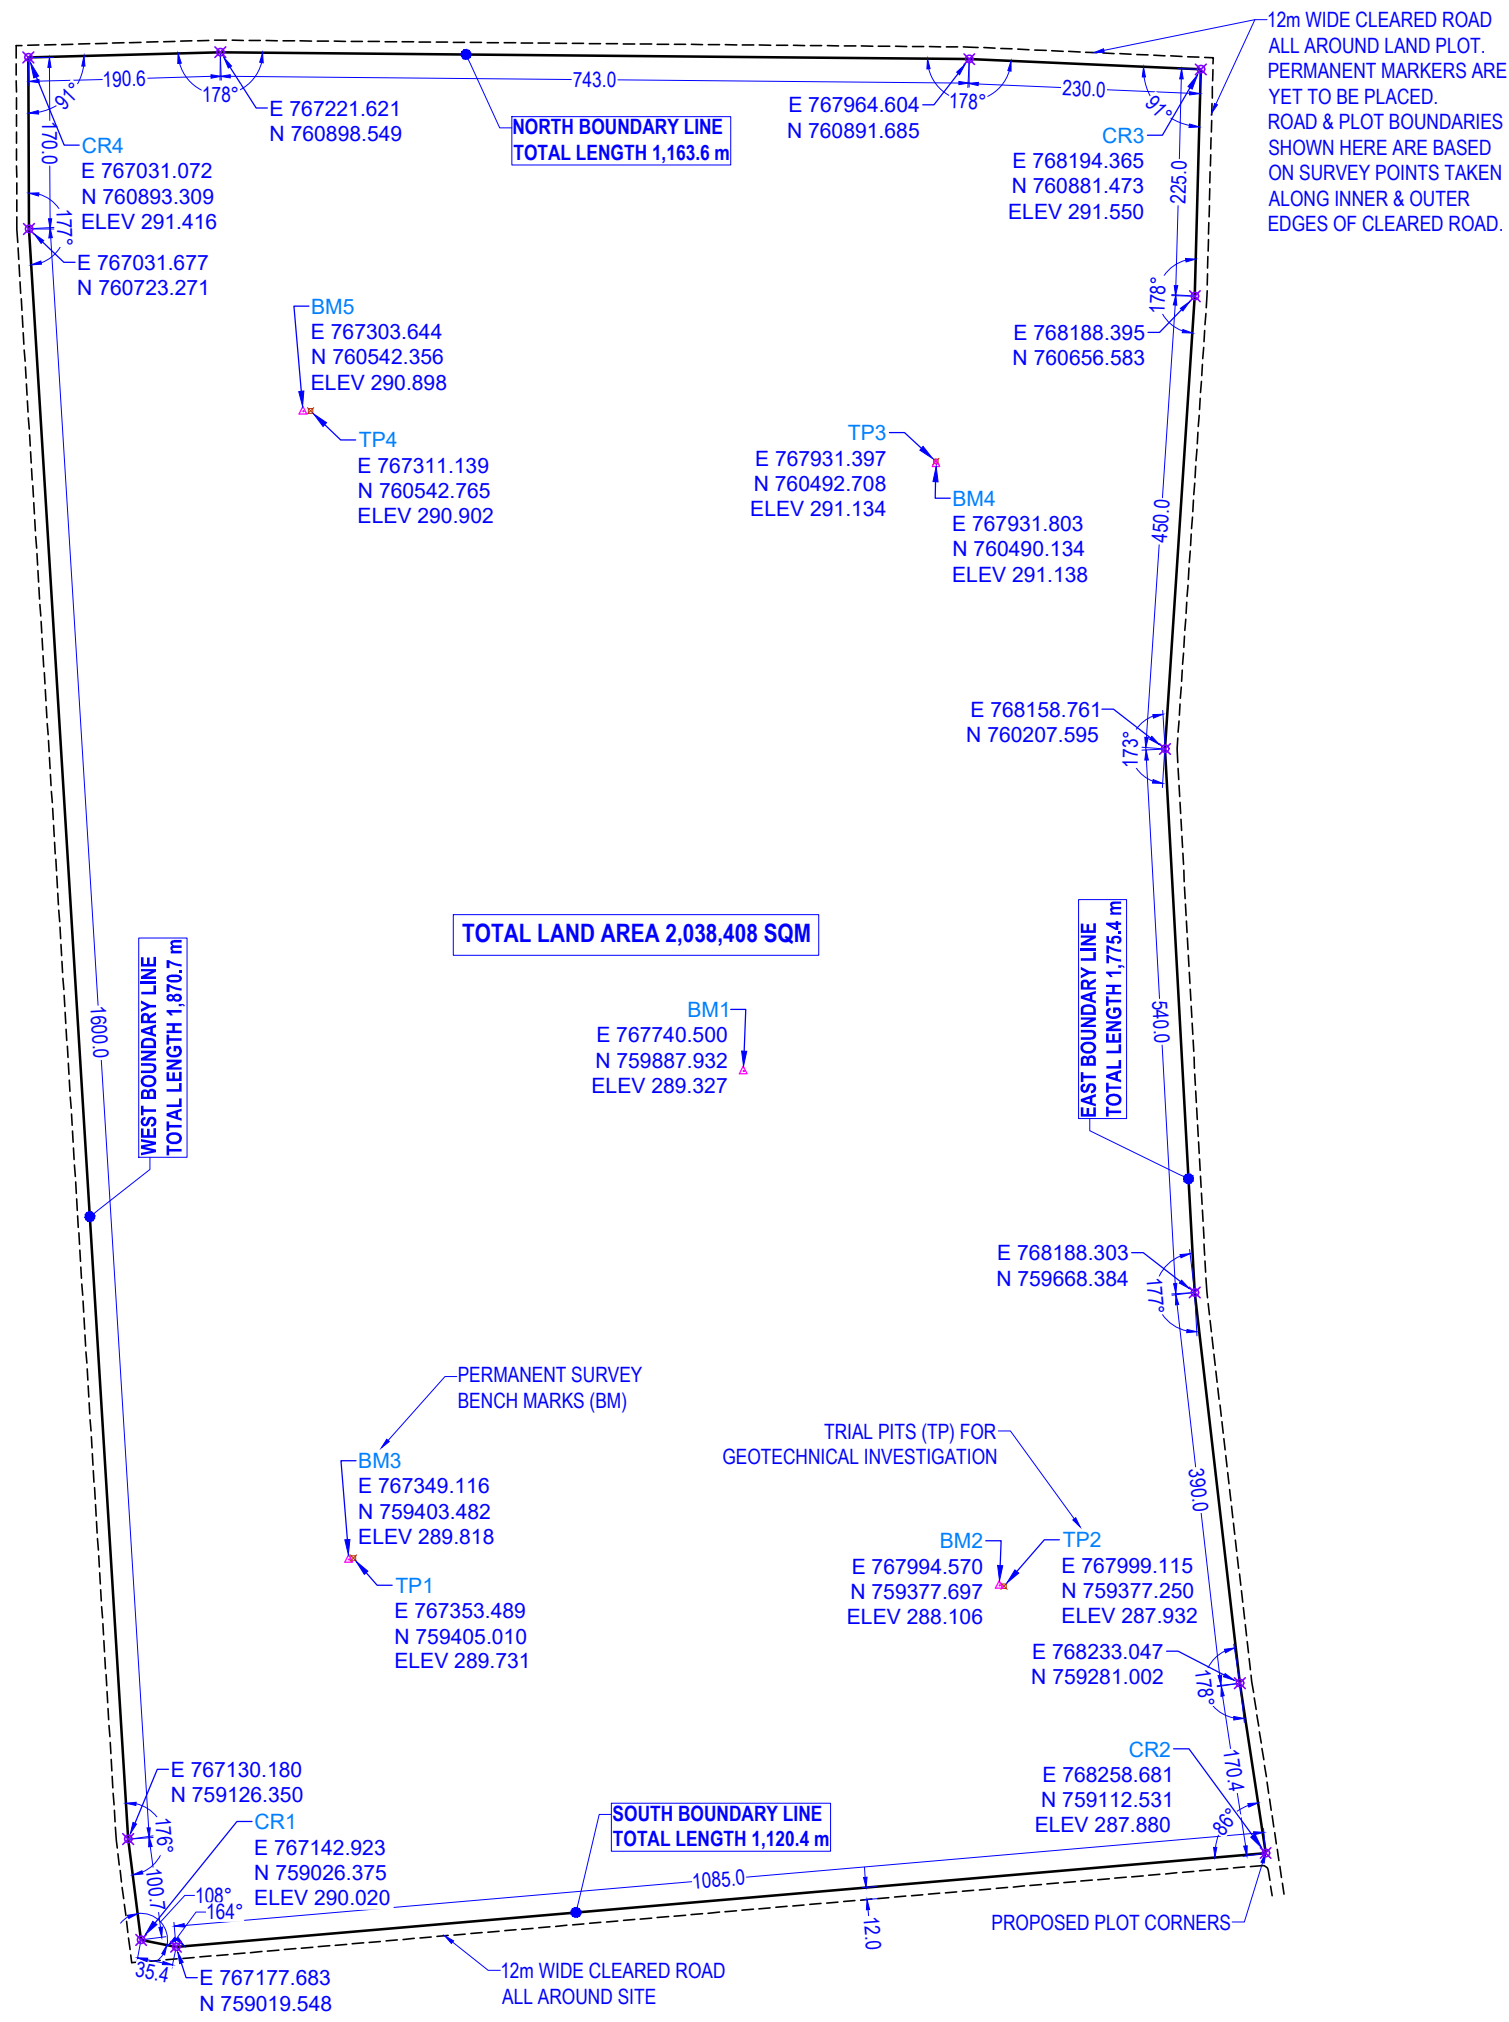 12m WIDE CLEARED ROAD
ALL AROUND LAND PLOT.
PERMANENT MARKERS ARE
YET TO BE PLACED.
ROAD & PLOT BOUNDARIES
SHOWN HERE ARE BASED
ON SURVEY POINTS TAKEN
ALONG INNER & OUTER
EDGES OF CLEARED ROAD.
190.6
743.0
230.0
91°
178°
178°
91°
E 767221.621
N 760898.549
NORTH BOUNDARY LINE
TOTAL LENGTH 1,163.6 m
E 767964.604
N 760891.685
CR4
E 767031.072
N 760893.309
ELEV 291.416
170.0
177°
CR3
E 768194.365
N 760881.473
ELEV 291.550
225.0
E 767031.677
N 760723.271
178°
E 768188.395
N 760656.583
BM5
E 767303.644
N 760542.356
ELEV 290.898
TP4
E 767311.139
N 760542.765
ELEV 290.902
TP3
E 767931.397
N 760492.708
ELEV 291.134
BM4
E 767931.803
N 760490.134
ELEV 291.138
450.0
E 768158.761
N 760207.595
173°
TOTAL LAND AREA 2,038,408 SQM
WEST BOUNDARY LINE
TOTAL LENGTH 1,870.7 m
1600.0
BM1
E 767740.500
N 759887.932
ELEV 289.327
EAST BOUNDARY LINE
TOTAL LENGTH 1,775.4 m
540.0
E 768188.303
N 759668.384
177°
PERMANENT SURVEY
BENCH MARKS (BM)
TRIAL PITS (TP) FOR
GEOTECHNICAL INVESTIGATION
BM3
E 767349.116
N 759403.482
ELEV 289.818
390.0
TP1
E 767353.489
N 759405.010
ELEV 289.731
BM2
E 767994.570
N 759377.697
ELEV 288.106
TP2
E 767999.115
N 759377.250
ELEV 287.932
E 768233.047
N 759281.002
178°
E 767130.180
N 759126.350
176°
CR1
E 767142.923
N 759026.375
ELEV 290.020
100.7
108°
164°
SOUTH BOUNDARY LINE
TOTAL LENGTH 1,120.4 m
CR2
E 768258.681
N 759112.531
ELEV 287.880
170.4
86°
1085.0
12.0
PROPOSED PLOT CORNERS
35.4
E 767177.683
N 759019.548
12m WIDE CLEARED ROAD
ALL AROUND SITE